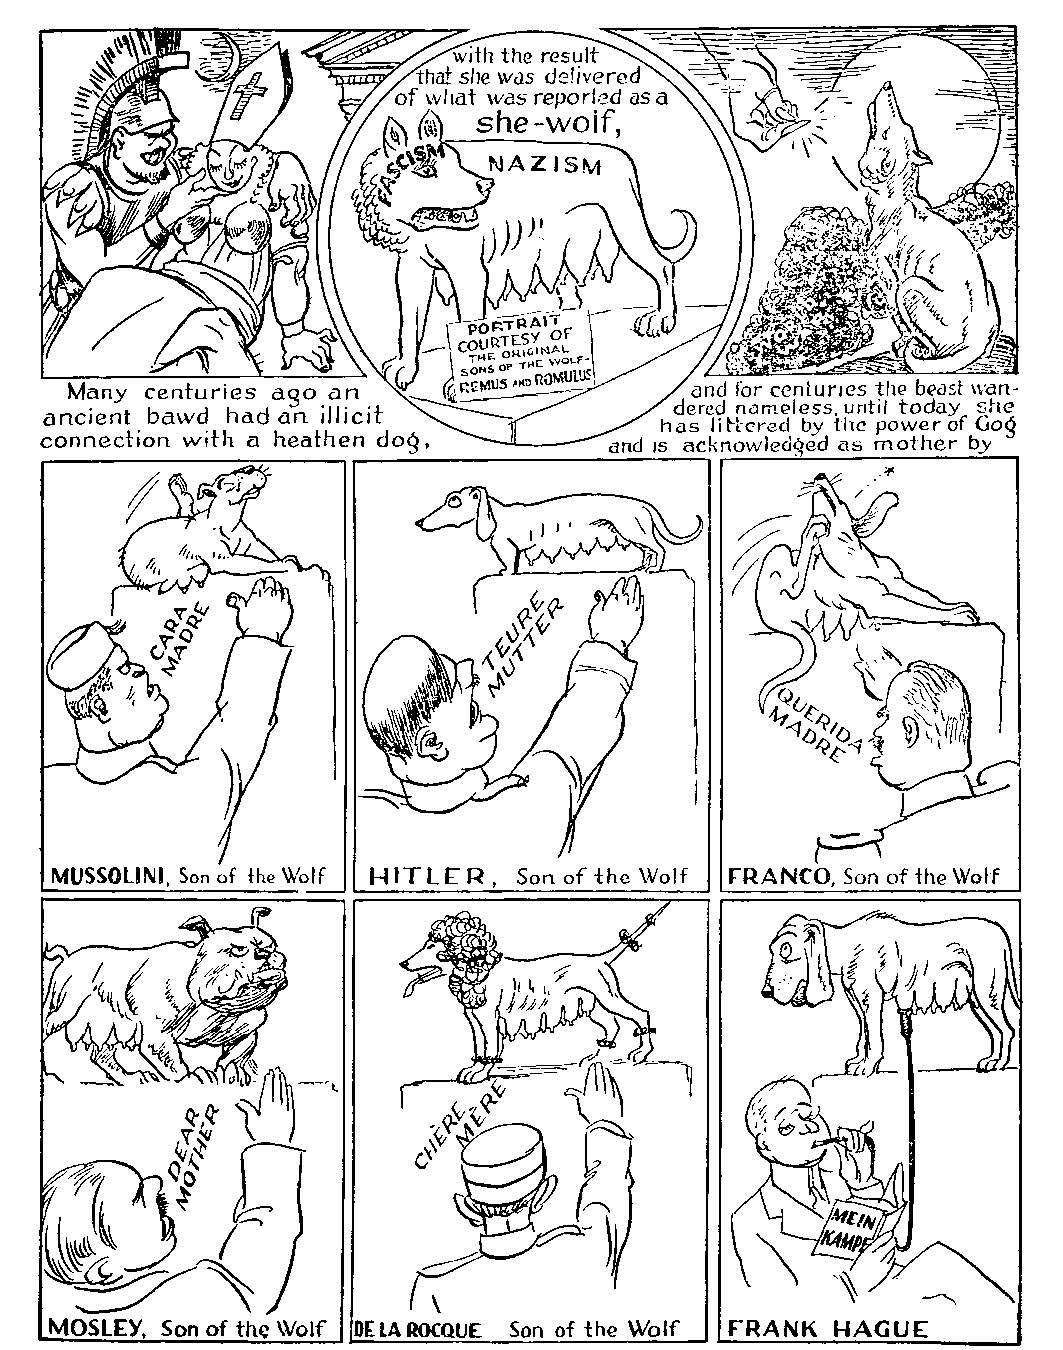 Many centuries ago an
ancient bawd had an illicit
connection with a heathen dog,
with the result
that she was delivered
of what was reported as a
she-wolf,
FASCISM
NAZISM
PORTRAIT
COURTESY OF
THE ORIGINAL
SONS OF THE WOLF-
REMUS AND ROMULUS
and for centuries the beast wan-
dered nameless, until today she
has littered by the power of Gog
and is acknowledged as mother by
CARA
MADRE
MUSSOLINI, Son of the Wolf
TEURE
MUTTER
HITLER, Son of the Wolf
QUERIDA
MADRE
FRANCO, Son of the Wolf
DEAR
MOTHER
MOSLEY, Son of the Wolf
CHÈRE
MÈRE
DE LA ROCQUE Son of the Wolf
MEIN
KAMPF
FRANK HAGUE